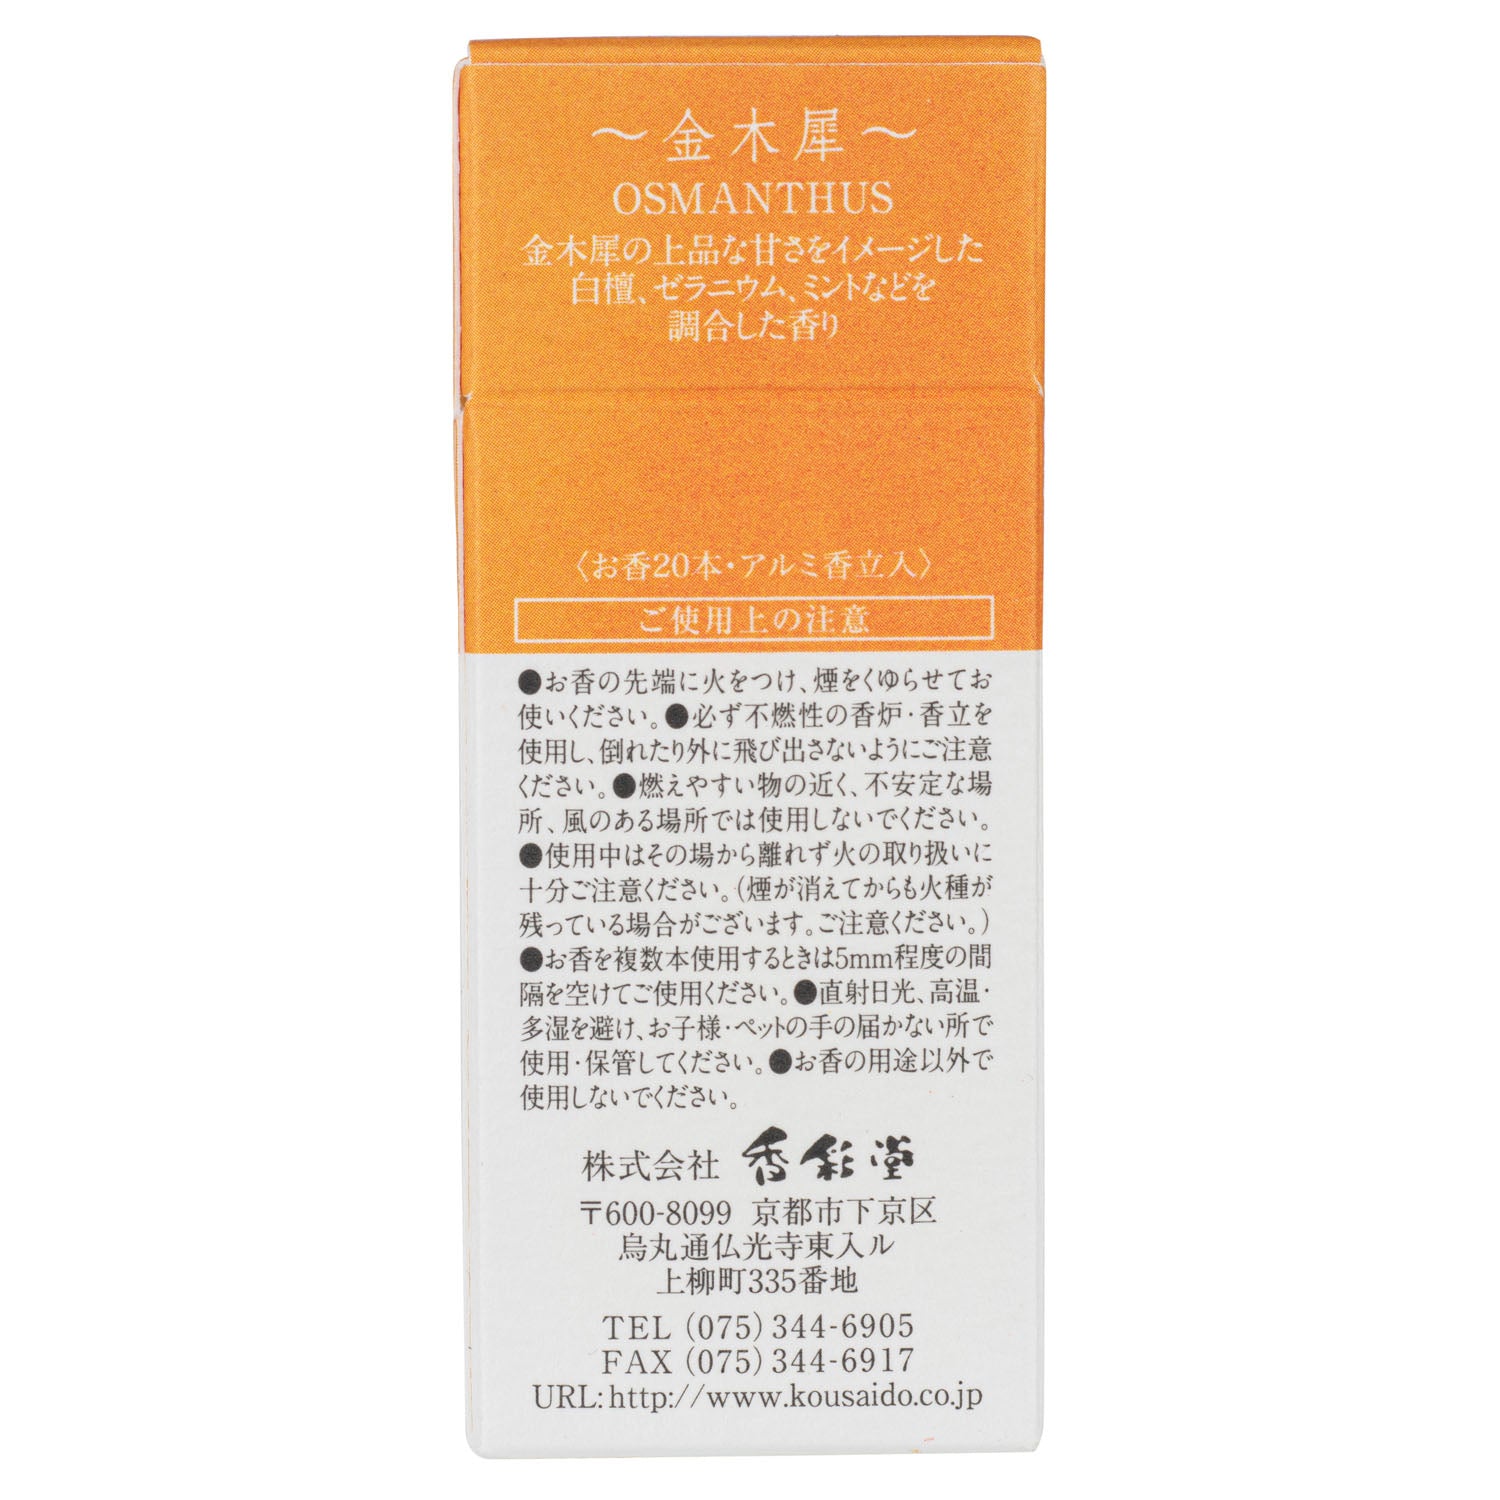 〜金木犀〜
OSMANTHUS
金木犀の上品な甘さをイメージした
白檀、ゼラニウム、ミントなどを
調合した香り
〈お香20本・アルミ香立入〉
ご使用上の注意
●お香の先端に火をつけ、煙をくゆらせてお
使いください。●必ず不燃性の香炉・香立を
使用し、倒れたり外に飛び出さないようにご注意
ください。●燃えやすい物の近く、不安定な場
所、風のある場所では使用しないでください。
●使用中はその場から離れず火の取り扱いに
十分ご注意ください。(煙が消えてからも火種が
残っている場合がございます。ご注意ください。)
●お香を複数本使用するときは5mm程度の間
隔を空けてご使用ください。●直射日光、高温・
多湿を避け、お子様・ペットの手の届かない所で
使用・保管してください。●お香の用途以外で
使用しないでください。
株式会社 香彩堂
〒600-8099 京都市下京区
烏丸通仏光寺東入ル
上柳町335番地
TEL (075) 344-6905
FAX (075) 344-6917
URL: http://www.kousaido.co.jp